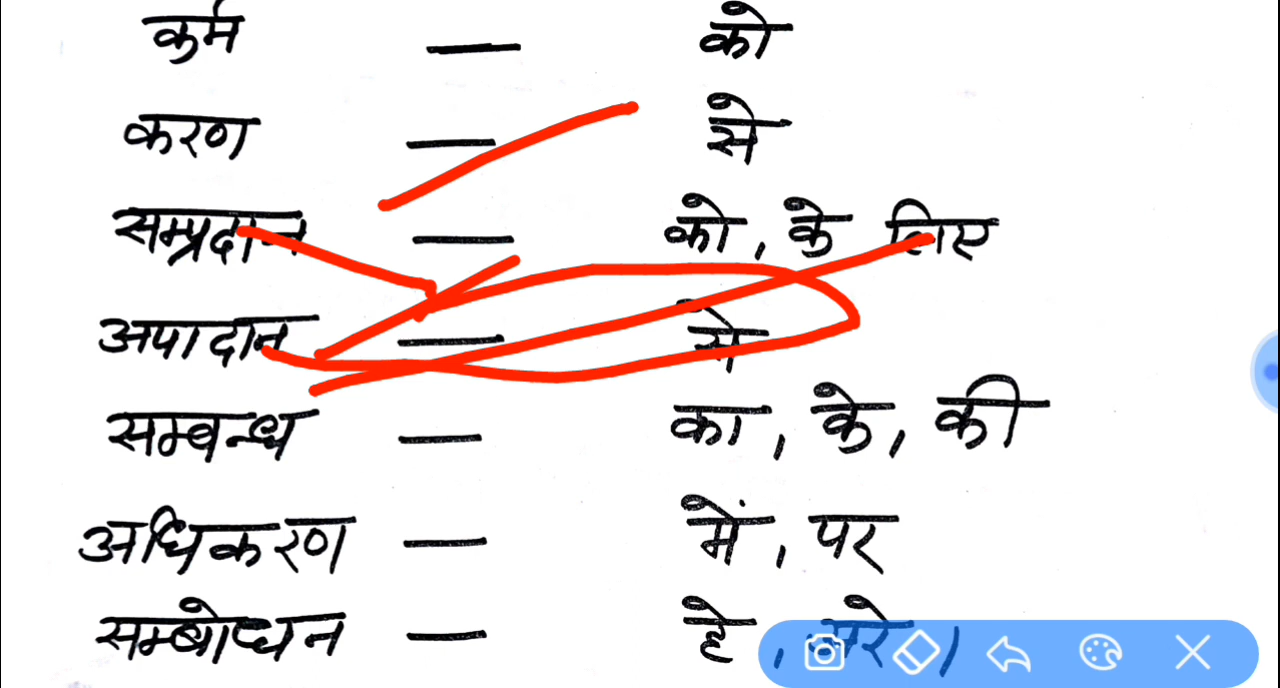 कर्म — को
करण — से
सम्प्रदान — को, के लिए
अपादान — से
सम्बन्ध — का, के, की
अधिकरण — में, पर
सम्बोधन — हे, अरे /